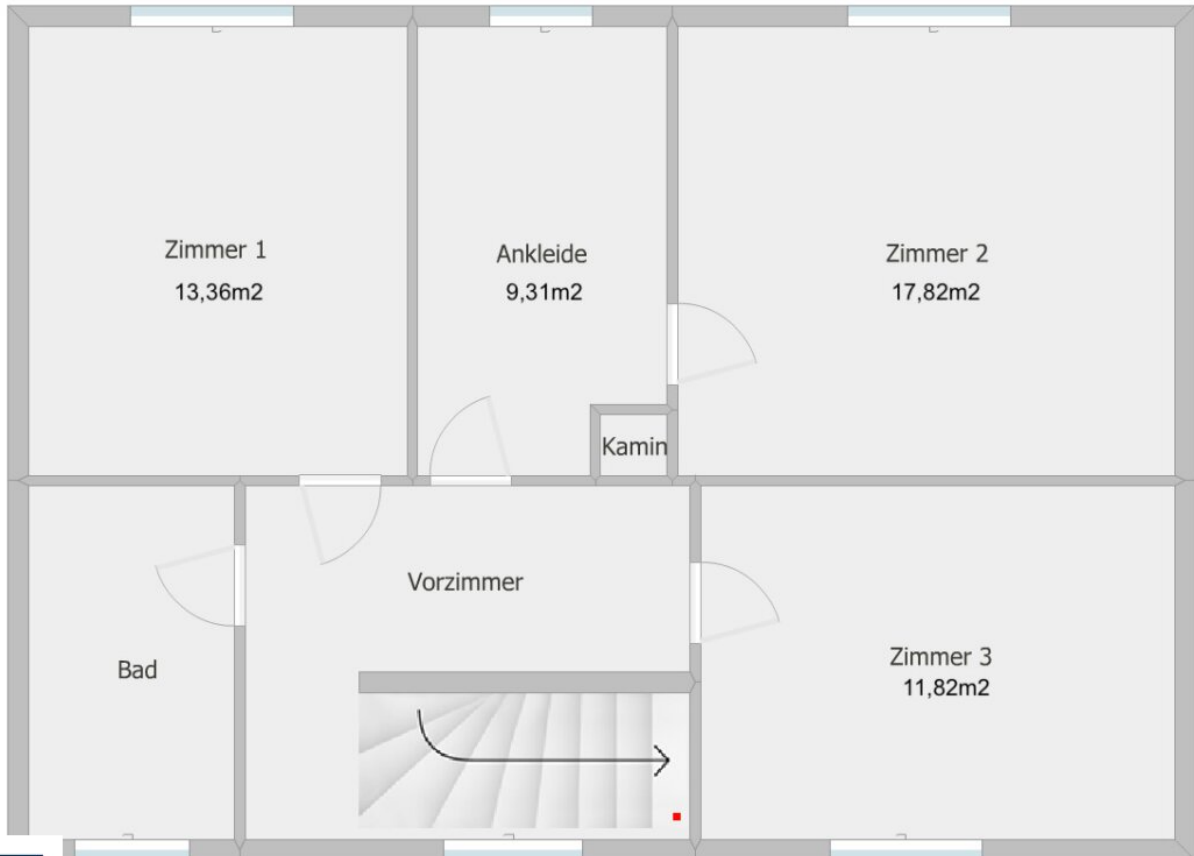 Zimmer 1
13,36m2
Ankleide
9,31m2
Zimmer 2
17,82m2
Kamin
Vorzimmer
Bad
Zimmer 3
11,82m2